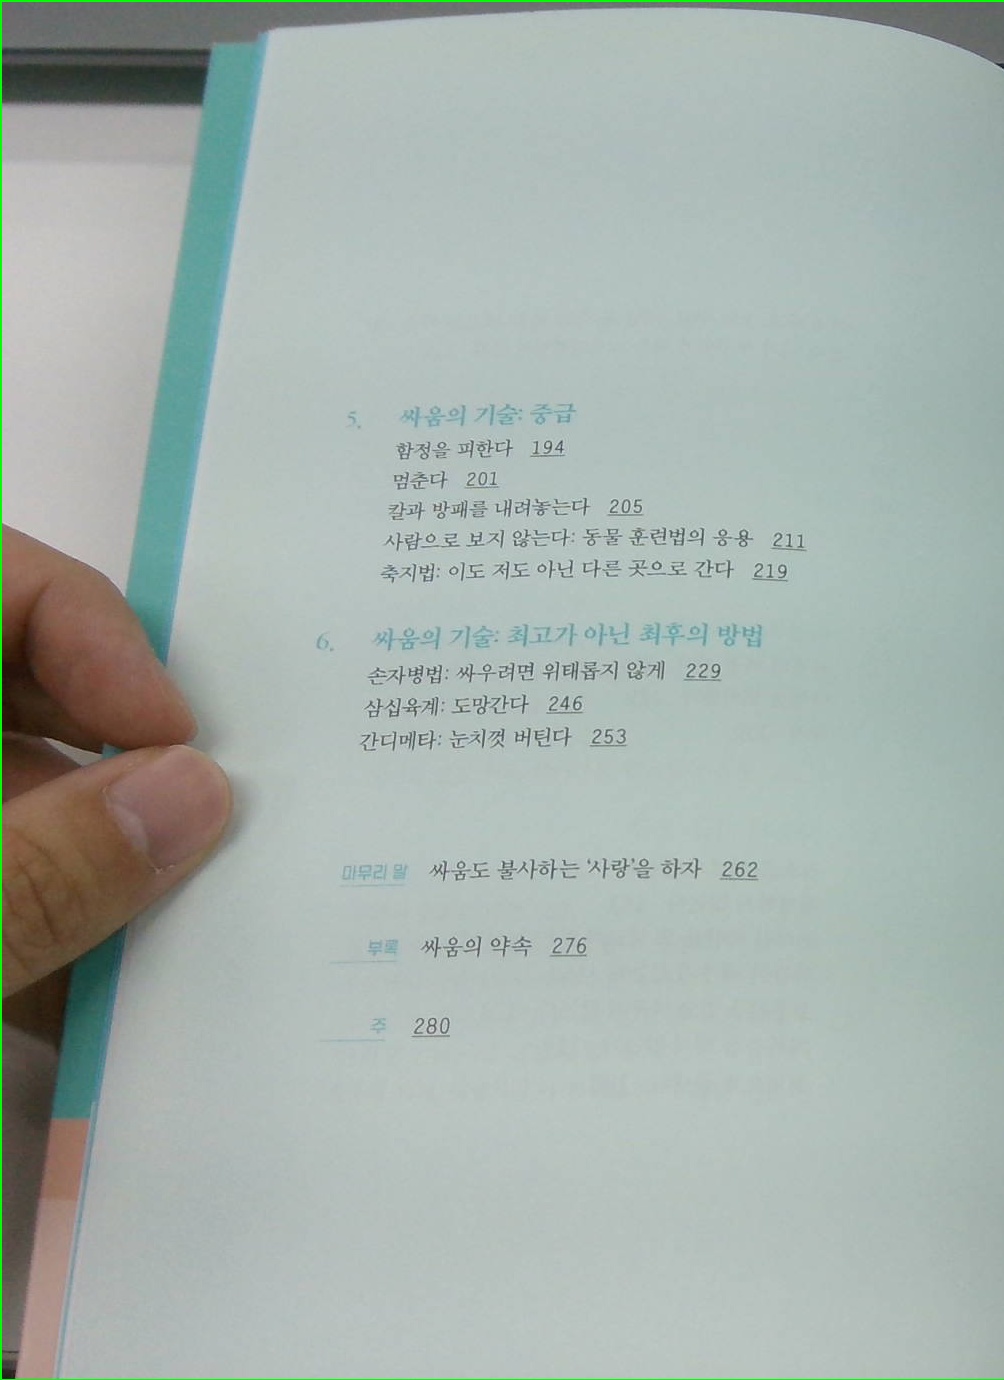 5. 싸움의 기술: 중급
함정을 피한다 194
멈춘다 201
칼과 방패를 내려놓는다 205
사람으로 보지 않는다: 동물 훈련법의 응용 211
축지법: 이도 저도 아닌 다른 곳으로 간다 219
6. 싸움의 기술: 최고가 아닌 최후의 방법
손자병법: 싸우려면 위태롭지 않게 229
삼십육계: 도망간다 246
간디메타: 눈치껏 버틴다 253
마무리 말 싸움도 불사하는 '사랑'을 하자 262
부록 싸움의 약속 276
주 280